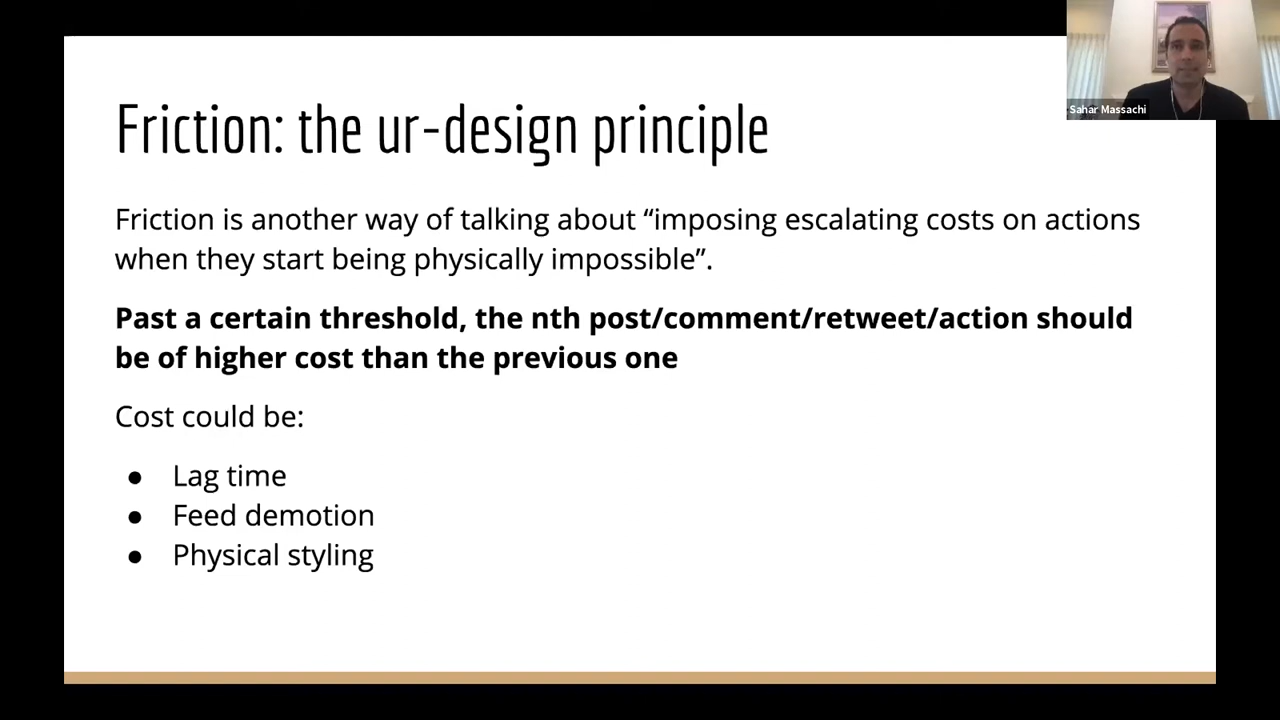 Sahar Massachi
Friction: the ur-design principle
Friction is another way of talking about “imposing escalating costs on actions
when they start being physically impossible”.
Past a certain threshold, the nth post/comment/retweet/action should
be of higher cost than the previous one
Cost could be:
● Lag time
● Feed demotion
● Physical styling